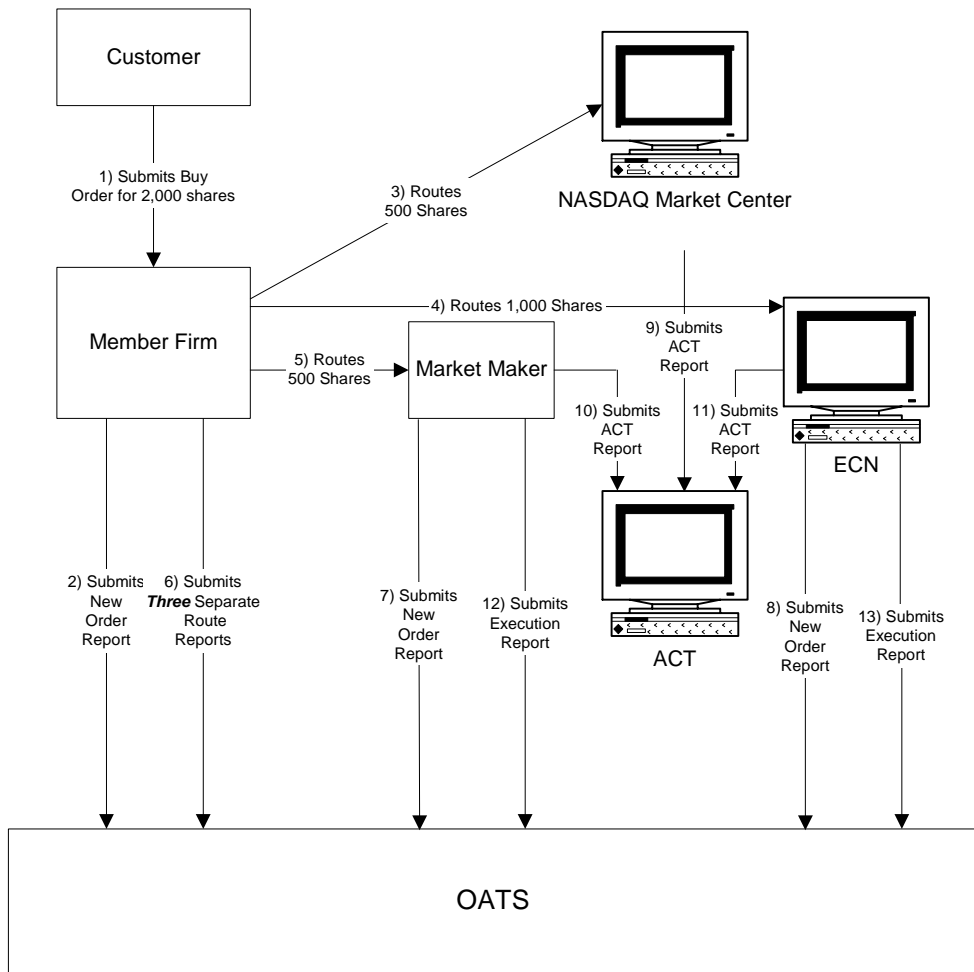 Customer
1) Submits Buy
Order for 2,000 shares
3) Routes
500 Shares
NASDAQ Market Center
Member Firm
4) Routes 1,000 Shares
5) Routes
500 Shares
Market Maker
9) Submits
ACT
Report
10) Submits
ACT
Report
11) Submits
ACT
Report
ECN
2) Submits
New
Order
Report
6) Submits
Three Separate
Route
Reports
7) Submits
New
Order
Report
12) Submits
Execution
Report
ACT
8) Submits
New
Order
Report
13) Submits
Execution
Report
OATS